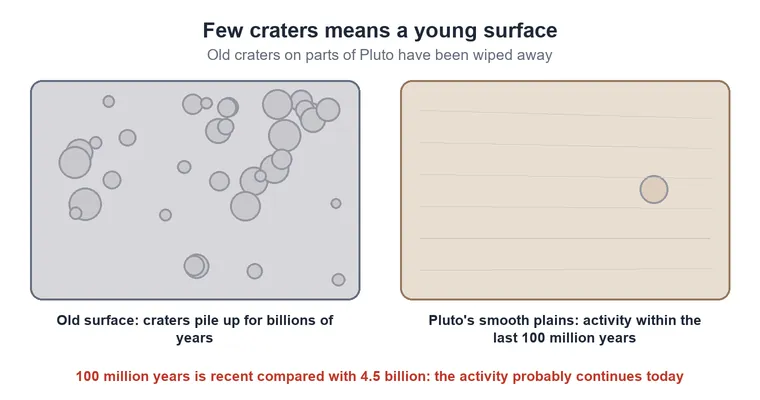 Few craters means a young surface
Old craters on parts of Pluto have been wiped away
Old surface: craters pile up for billions of
years
Pluto's smooth plains: activity within the
last 100 million years
100 million years is recent compared with 4.5 billion: the activity probably continues today